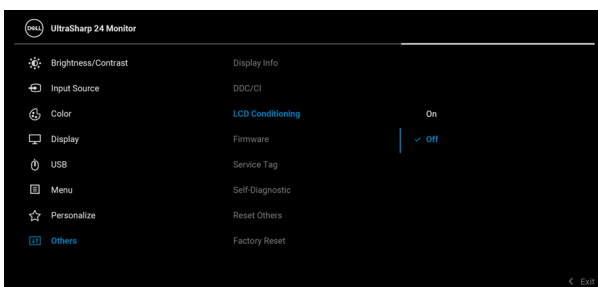 DELL UltraSharp 24 Monitor
Brightness/Contrast Display Info
Input Source DDC/CI
Color LCD Conditioning On
Display Firmware Off
USB Service Tag
Menu Self-Diagnostic
Personalize Reset Others
Others Factory Reset
Exit